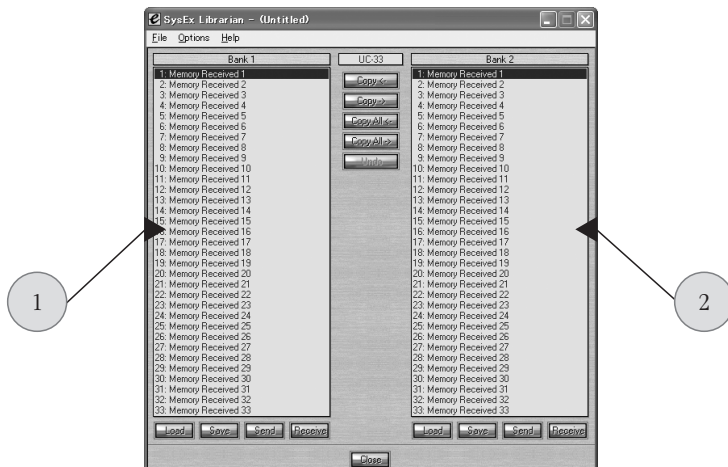 SysEx Librarian - (Untitled)
File Options Help
Bank 1
UC-33
Bank 2
1: Memory Received 1
2: Memory Received 2
3: Memory Received 3
4: Memory Received 4
5: Memory Received 5
6: Memory Received 6
7: Memory Received 7
8: Memory Received 8
9: Memory Received 9
10: Memory Received 10
11: Memory Received 11
12: Memory Received 12
13: Memory Received 13
14: Memory Received 14
15: Memory Received 15
16: Memory Received 16
17: Memory Received 17
18: Memory Received 18
19: Memory Received 19
20: Memory Received 20
21: Memory Received 21
22: Memory Received 22
23: Memory Received 23
24: Memory Received 24
25: Memory Received 25
26: Memory Received 26
27: Memory Received 27
28: Memory Received 28
29: Memory Received 29
30: Memory Received 30
31: Memory Received 31
32: Memory Received 32
33: Memory Received 33
Load Save Send Receive
Copy <-
Copy ->
Copy All <-
Copy All ->
Undo
1: Memory Received 1
2: Memory Received 2
3: Memory Received 3
4: Memory Received 4
5: Memory Received 5
6: Memory Received 6
7: Memory Received 7
8: Memory Received 8
9: Memory Received 9
10: Memory Received 10
11: Memory Received 11
12: Memory Received 12
13: Memory Received 13
14: Memory Received 14
15: Memory Received 15
16: Memory Received 16
17: Memory Received 17
18: Memory Received 18
19: Memory Received 19
20: Memory Received 20
21: Memory Received 21
22: Memory Received 22
23: Memory Received 23
24: Memory Received 24
25: Memory Received 25
26: Memory Received 26
27: Memory Received 27
28: Memory Received 28
29: Memory Received 29
30: Memory Received 30
31: Memory Received 31
32: Memory Received 32
33: Memory Received 33
Load Save Send Receive
Close
1
2